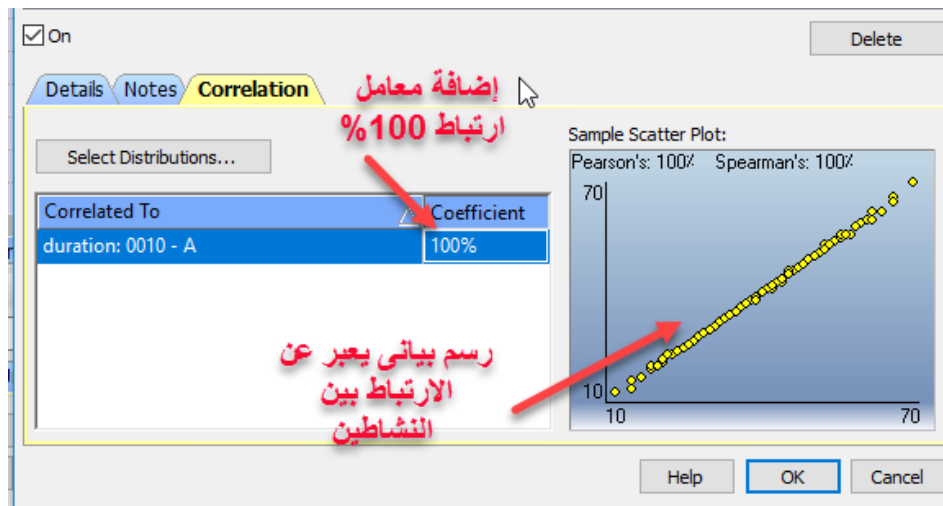 On
Delete
Details Notes Correlation
إضافة معامل
ارتباط 100%
Select Distributions...
Sample Scatter Plot:
Pearson's: 100% Spearman's: 100%
70
Correlated To Coefficient
duration: 0010 - A 100%
رسم بيانى يعبر عن
الارتباط بين
النشاطين
10
10 70
Help OK Cancel